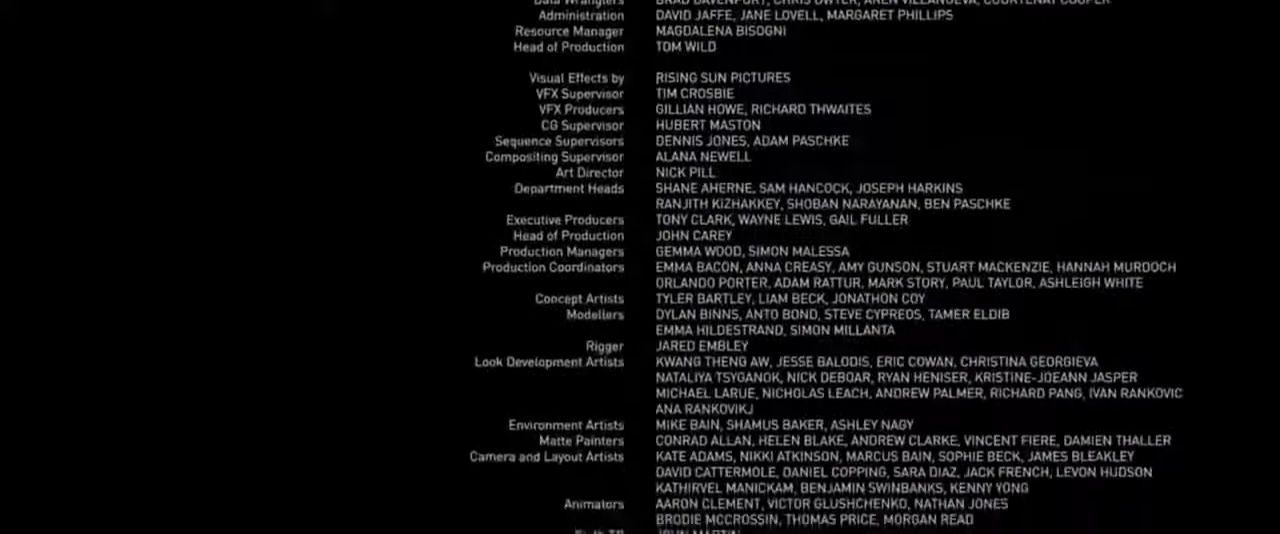 Administration DAVID JAFFE, JANE LOVELL, MARGARET PHILLIPS
Resource Manager MAGDALENA BISOGNI
Head of Production TOM WILD
Visual Effects by RISING SUN PICTURES
VFX Supervisor TIM CROSBIE
VFX Producers GILLIAN HOWE, RICHARD THWAITES
CG Supervisor HUBERT MASTON
Sequence Supervisors DENNIS JONES, ADAM PASCHKE
Compositing Supervisor ALANA NEWELL
Art Director NICK PILL
Department Heads SHANE AHERNE, SAM HANCOCK, JOSEPH HARKINS
RANJITH KIZHAKKEY, SHOBAN NARAYANAN, BEN PASCHKE
Executive Producers TONY CLARK, WAYNE LEWIS, GAIL FULLER
Head of Production JOHN CAREY
Production Managers GEMMA WOOD, SIMON MALESSA
Production Coordinators EMMA BACON, ANNA CREASY, AMY GUNSON, STUART MACKENZIE, HANNAH MURDOCH
ORLANDO PORTER, ADAM RATTUR, MARK STORY, PAUL TAYLOR, ASHLEIGH WHITE
Concept Artists TYLER BARTLEY, LIAM BECK, JONATHON COY
Modellers DYLAN BINNS, ANTO BOND, STEVE CYPREOS, TAMER ELDIB
EMMA HILDESTRAND, SIMON MILLANTA
Rigger JARED EMBLEY
Look Development Artists KWANG THENG AW, JESSE BALODIS, ERIC COWAN, CHRISTINA GEORGIEVA
NATALIYA TSYGANOK, NICK DEBOAR, RYAN HENISER, KRISTINE-JOEANN JASPER
MICHAEL LARUE, NICHOLAS LEACH, ANDREW PALMER, RICHARD PANG, IVAN RANKOVIC
ANA RANKOVIKJ
Environment Artists MIKE BAIN, SHAMUS BAKER, ASHLEY NAGY
Matte Painters CONRAD ALLAN, HELEN BLAKE, ANDREW CLARKE, VINCENT FIERE, DAMIEN THALLER
Camera and Layout Artists KATE ADAMS, NIKKI ATKINSON, MARCUS BAIN, SOPHIE BECK, JAMES BLEAKLEY
DAVID CATTERMOLE, DANIEL COPPING, SARA DIAZ, JACK FRENCH, LEVON HUDSON
KATHIRVEL MANICKAM, BENJAMIN SWINBANKS, KENNY YONG
Animators AARON CLEMENT, VICTOR GLUSHCHENKO, NATHAN JONES
BRODIE MCCROSSIN, THOMAS PRICE, MORGAN READ